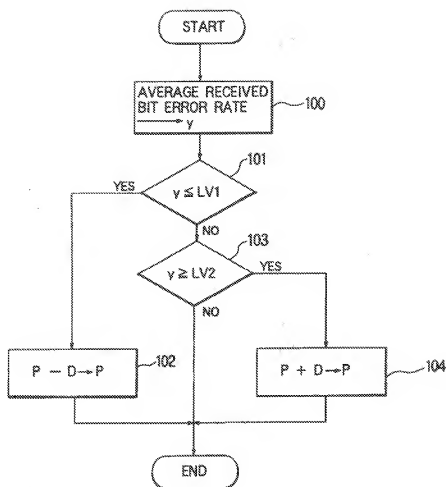 START
AVERAGE RECEIVED
BIT ERROR RATE
→ γ
100
101
YES
γ ≤ LV1
NO
103
γ ≥ LV2
YES
NO
102
P − D → P
P + D → P
104
END